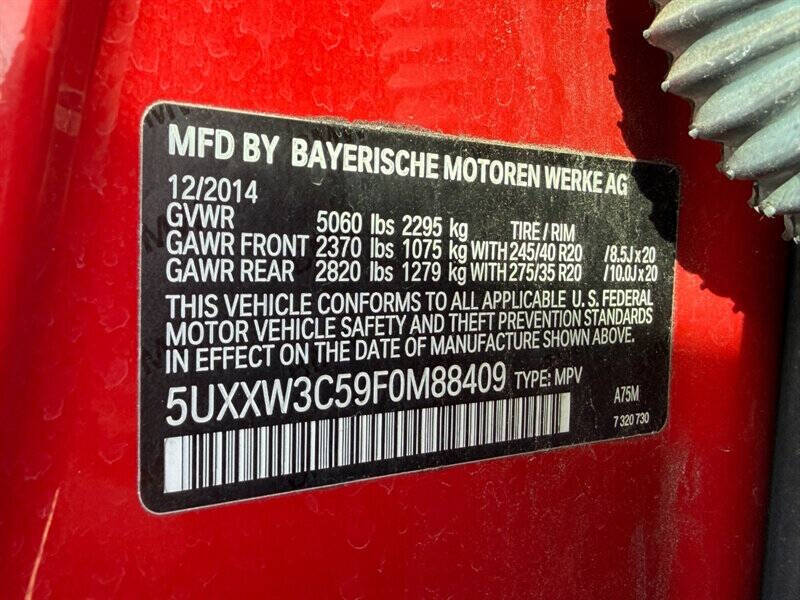 MFD BY BAYERISCHE MOTOREN WERKE AG
12/2014
GVWR 5060 lbs 2295 kg TIRE / RIM
GAWR FRONT 2370 lbs 1075 kg WITH 245/40 R20 /8.5J x 20
GAWR REAR 2820 lbs 1279 kg WITH 275/35 R20 /10.0J x 20
THIS VEHICLE CONFORMS TO ALL APPLICABLE U. S. FEDERAL
MOTOR VEHICLE SAFETY AND THEFT PREVENTION STANDARDS
IN EFFECT ON THE DATE OF MANUFACTURE SHOWN ABOVE.
5UXXW3C59F0M88409 TYPE: MPV A75M
7 320 730